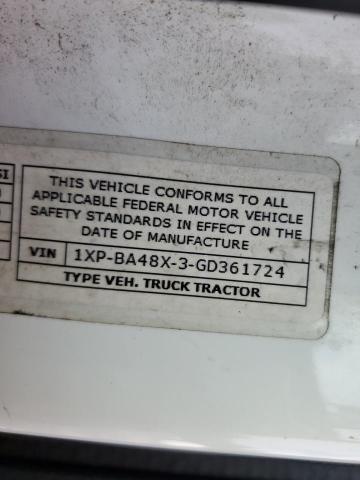 SI
THIS VEHICLE CONFORMS TO ALL
APPLICABLE FEDERAL MOTOR VEHICLE
SAFETY STANDARDS IN EFFECT ON THE
DATE OF MANUFACTURE
VIN 1XP-BA48X-3-GD361724
TYPE VEH. TRUCK TRACTOR